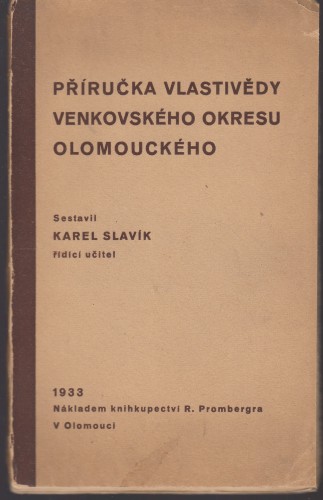 PŘÍRUČKA VLASTIVĚDY
VENKOVSKÉHO OKRESU
OLOMOUCKÉHO
Sestavil
KAREL SLAVÍK
řídící učitel
1933
Nákladem knihkupectví R. Prombergra
V Olomouci